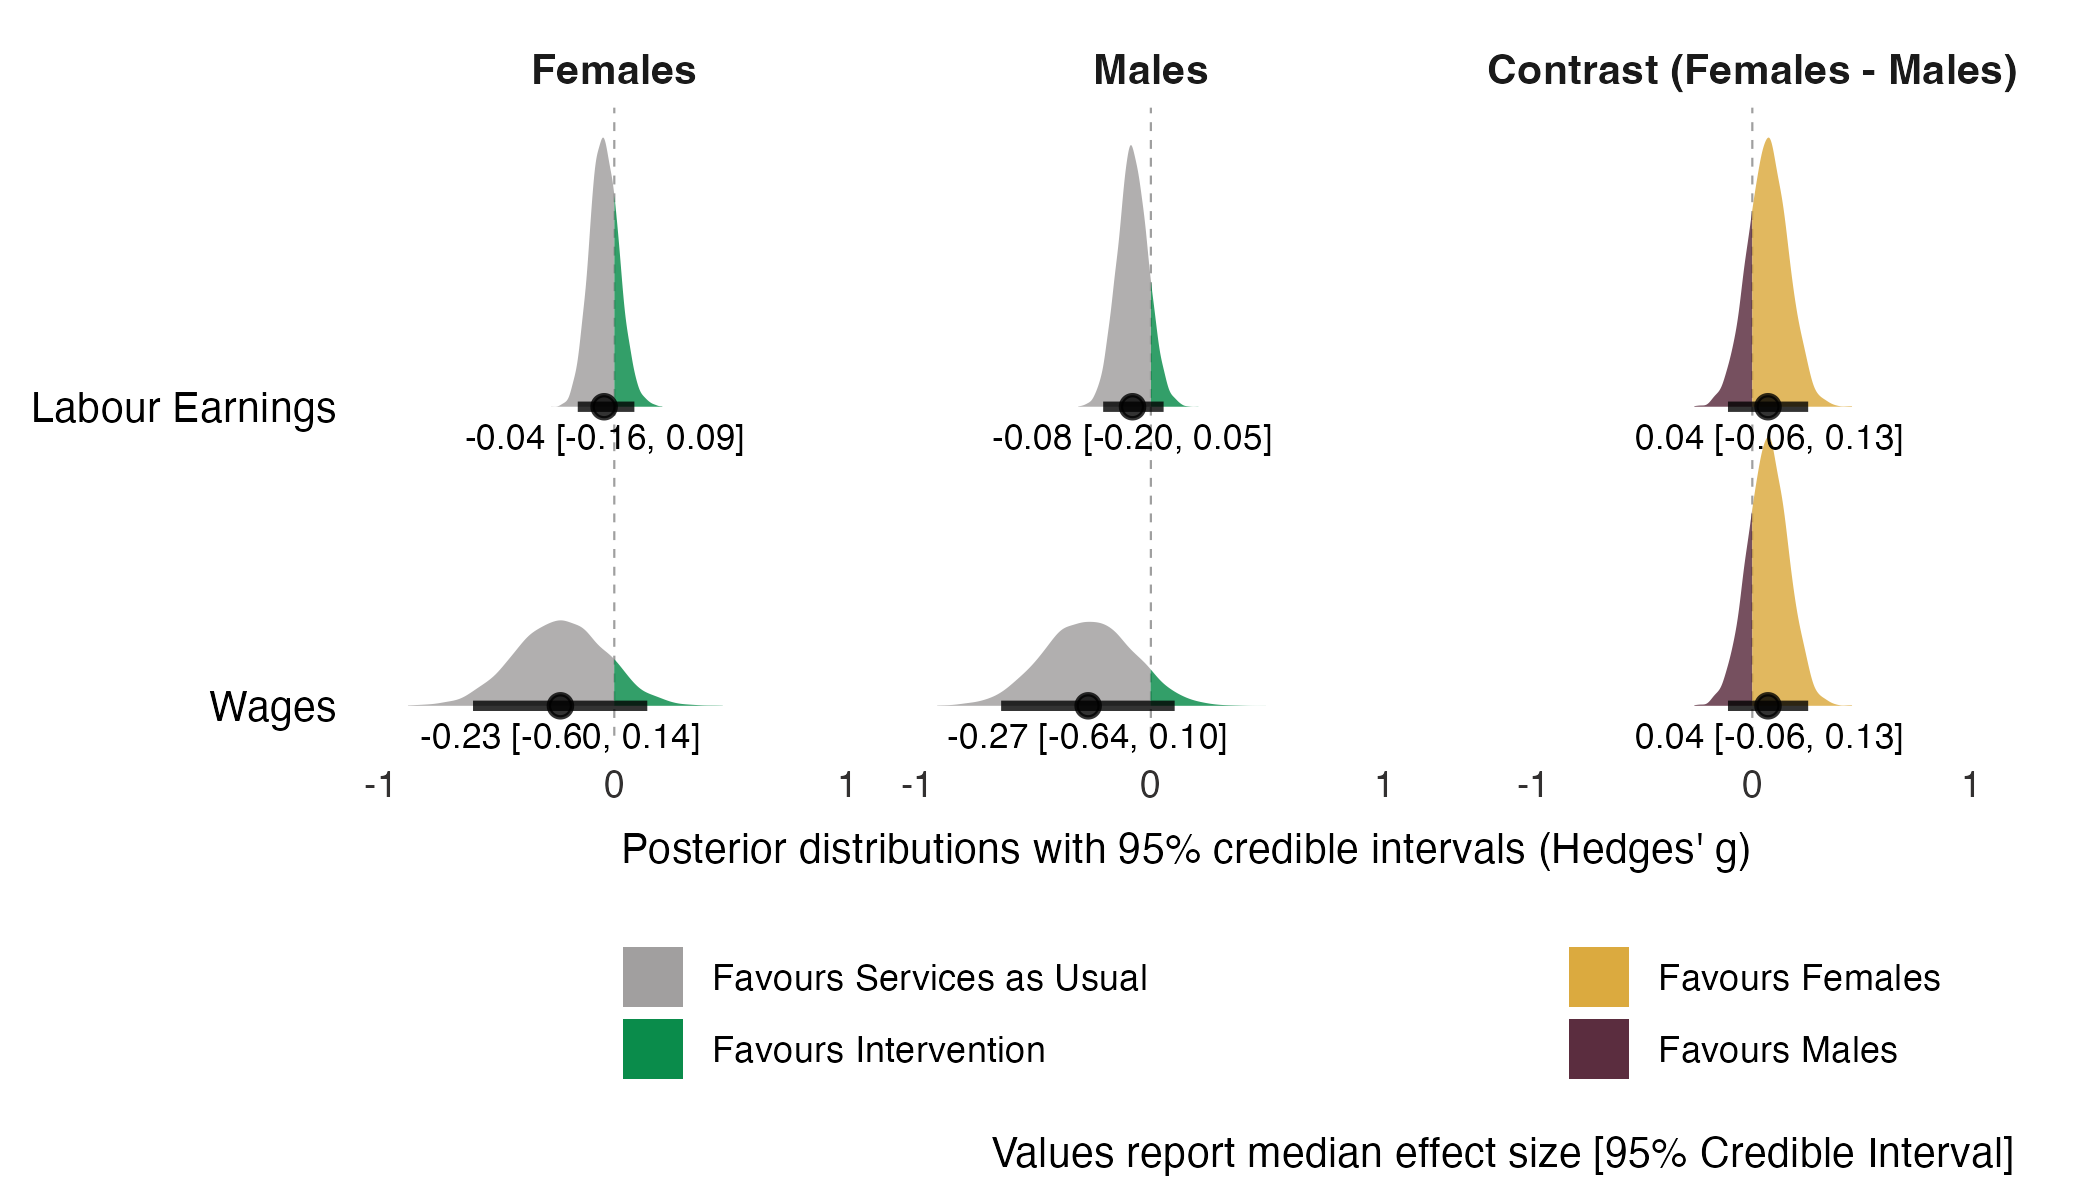 Females Males Contrast (Females - Males)
Labour Earnings
-0.04 [-0.16, 0.09] -0.08 [-0.20, 0.05] 0.04 [-0.06, 0.13]
Wages
-0.23 [-0.60, 0.14] -0.27 [-0.64, 0.10] 0.04 [-0.06, 0.13]
-1 0 1 -1 0 1 -1 0 1
Posterior distributions with 95% credible intervals (Hedges' g)
Favours Services as Usual Favours Females
Favours Intervention Favours Males
Values report median effect size [95% Credible Interval]